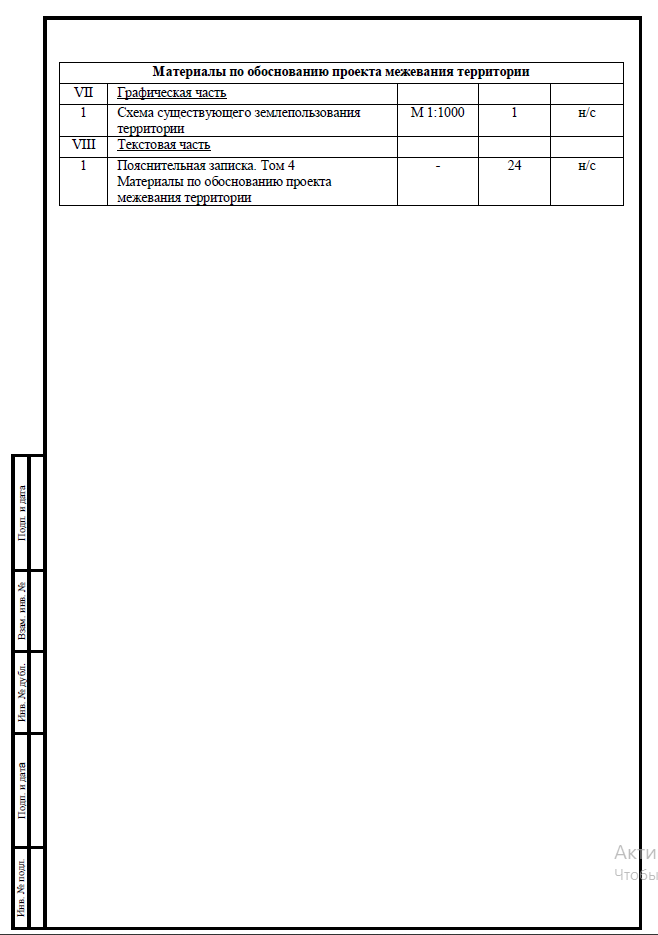 Материалы по обоснованию проекта межевания территории
VII Графическая часть
1 Схема существующего землепользования М 1:1000 1 н/с
территории
VIII Текстовая часть
1 Пояснительная записка. Том 4 - 24 н/с
Материалы по обоснованию проекта
межевания территории
Подп. и дата
Взам. инв. №
Инв. № дубл.
Подп. и дата
Инв. № подл.
Акти
Чтобы